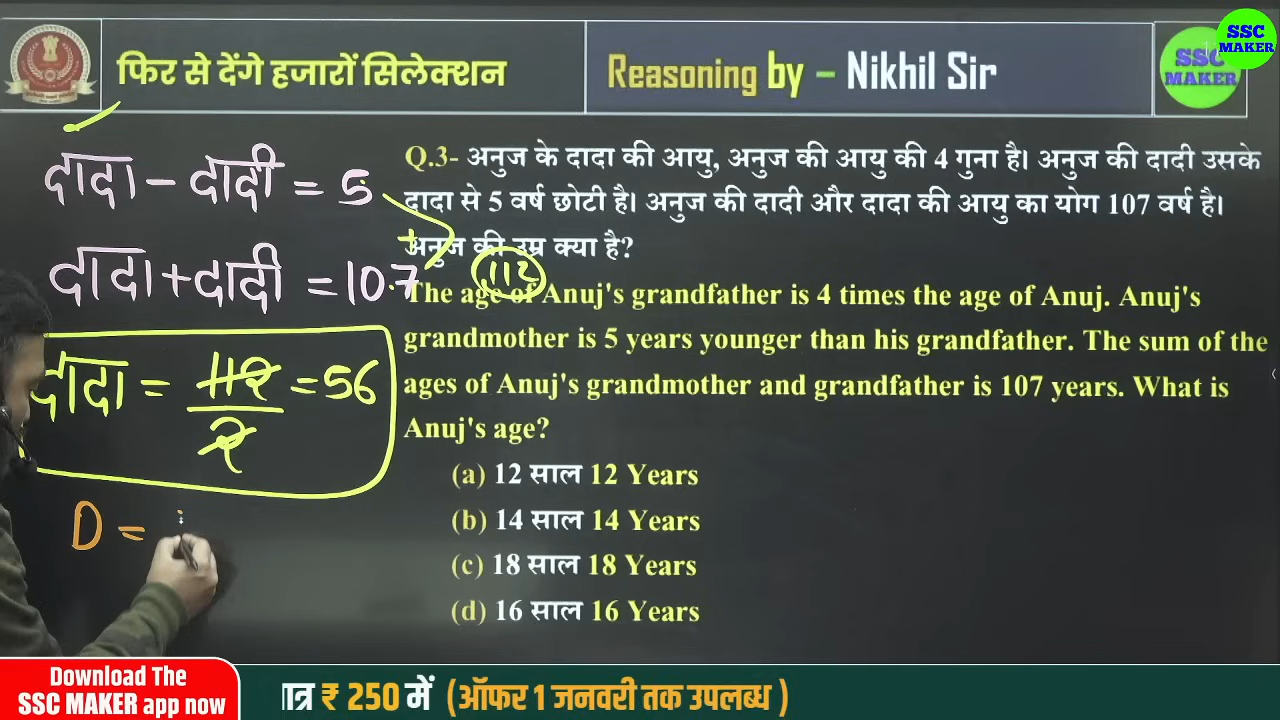 फिर से देंगे हजारों सिलेक्शन
Reasoning by – Nikhil Sir
SSC MAKER
SSC MAKER
दादा – दादी = 5
दादा + दादी = 107
+
112
दादा = 112/2 = 56
D =
Q.3- अनुज के दादा की आयु, अनुज की आयु की 4 गुना है। अनुज की दादी उसके
दादा से 5 वर्ष छोटी है। अनुज की दादी और दादा की आयु का योग 107 वर्ष है।
अनुज की उम्र क्या है?
The age of Anuj's grandfather is 4 times the age of Anuj. Anuj's
grandmother is 5 years younger than his grandfather. The sum of the
ages of Anuj's grandmother and grandfather is 107 years. What is
Anuj's age?
(a) 12 साल 12 Years
(b) 14 साल 14 Years
(c) 18 साल 18 Years
(d) 16 साल 16 Years
Download The
SSC MAKER app now
₹ 250 में (ऑफर 1 जनवरी तक उपलब्ध )